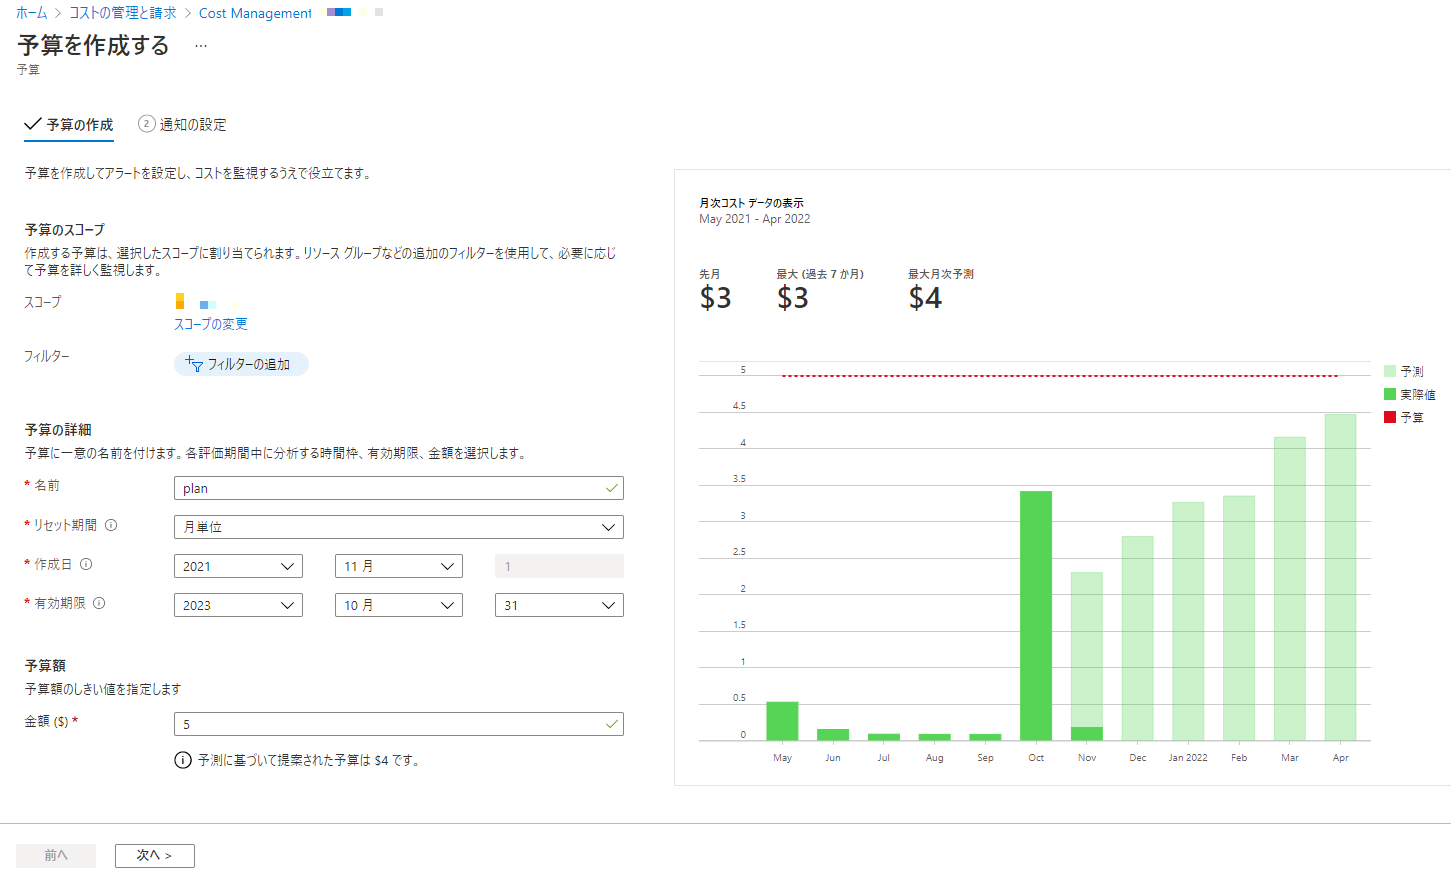 ホーム > コストの管理と請求 > Cost Management
予算を作成する …
予算
予算の作成 2 通知の設定
予算を作成してアラートを設定し、コストを監視するうえで役立てます。
予算のスコープ
作成する予算は、選択したスコープに割り当てられます。リソース グループなどの追加のフィルターを使用して、必要に応じ
て予算を詳しく監視します。
スコープ
スコープの変更
フィルター フィルターの追加
予算の詳細
予算に一意の名前を付けます。各評価期間中に分析する時間枠、有効期限、金額を選択します。
* 名前 plan
* リセット期間 月単位
* 作成日 2021 11 月 1
* 有効期限 2023 10 月 31
予算額
予算額のしきい値を指定します
金額 ($) * 5
予測に基づいて提案された予算は $4 です。
月次コスト データの表示
May 2021 - Apr 2022
先月 最大 (過去 7 か月) 最大月次予測
$3 $3 $4
5
4.5
4
3.5
3
2.5
2
1.5
1
0.5
0
May Jun Jul Aug Sep Oct Nov Dec Jan 2022 Feb Mar Apr
予測
実際値
予算
前へ 次へ >